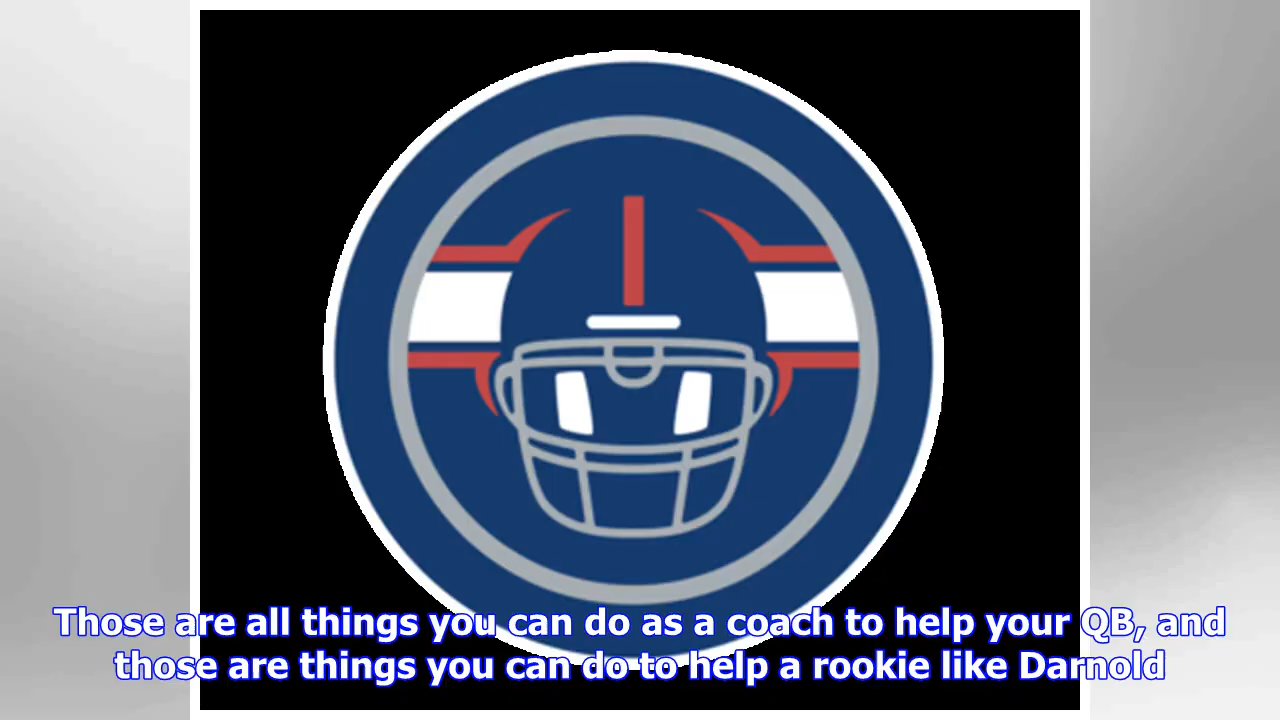 Those are all things you can do as a coach to help your QB, and
those are things you can do to help a rookie like Darnold